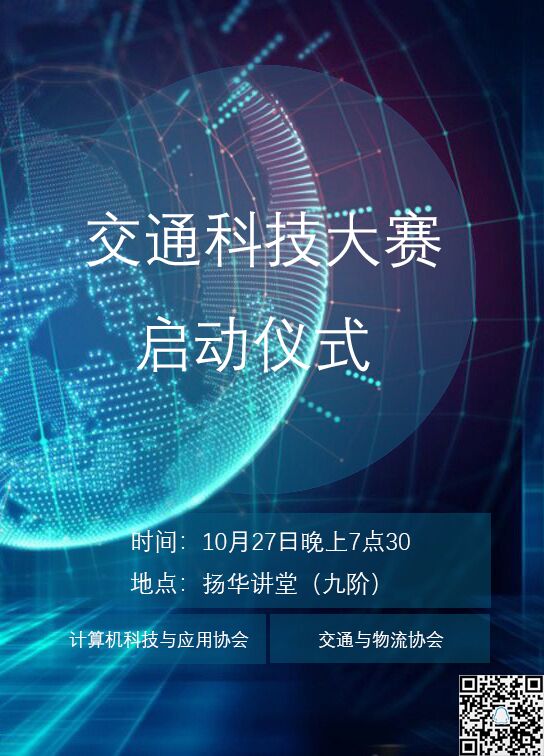 交通科技大赛
启动仪式
时间：10月27日晚上7点30
地点：扬华讲堂（九阶）
计算机科技与应用协会
交通与物流协会